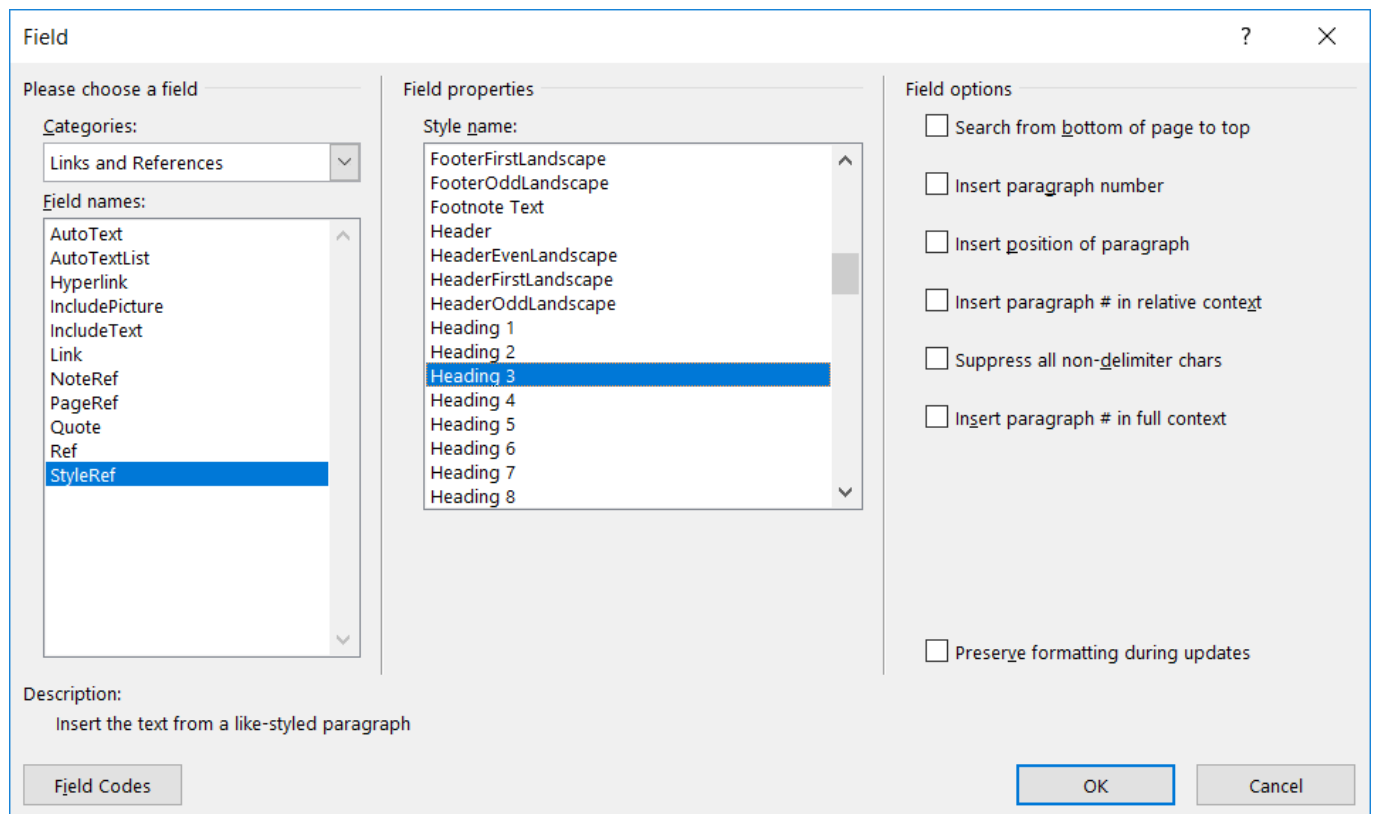 Field
?
Please choose a field
Categories:
Links and References
Field names:
AutoText
AutoTextList
Hyperlink
IncludePicture
IncludeText
Link
NoteRef
PageRef
Quote
Ref
StyleRef
Field properties
Style name:
FooterFirstLandscape
FooterOddLandscape
Footnote Text
Header
HeaderEvenLandscape
HeaderFirstLandscape
HeaderOddLandscape
Heading 1
Heading 2
Heading 3
Heading 4
Heading 5
Heading 6
Heading 7
Heading 8
Field options
Search from bottom of page to top
Insert paragraph number
Insert position of paragraph
Insert paragraph # in relative context
Suppress all non-delimiter chars
Insert paragraph # in full context
Preserve formatting during updates
Description:
Insert the text from a like-styled paragraph
Field Codes
OK
Cancel